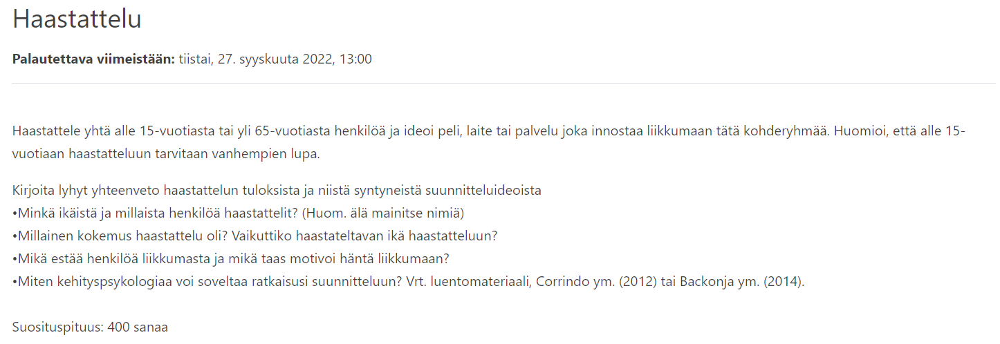 Haastattelu
Palautettava viimeistään: tiistai, 27. syyskuuta 2022, 13:00
Haastattele yhtä alle 15-vuotiasta tai yli 65-vuotiasta henkilöä ja ideoi peli, laite tai palvelu joka innostaa liikkumaan tätä kohderyhmää. Huomioi, että alle 15-
vuotiaan haastatteluun tarvitaan vanhempien lupa.
Kirjoita lyhyt yhteenveto haastattelun tuloksista ja niistä syntyneistä suunnitteluideoista
•Minkä ikäistä ja millaista henkilöä haastattelit? (Huom. älä mainitse nimiä)
•Millainen kokemus haastattelu oli? Vaikuttiko haastateltavan ikä haastatteluun?
•Mikä estää henkilöä liikkumasta ja mikä taas motivoi häntä liikkumaan?
•Miten kehityspsykologiaa voi soveltaa ratkaisusi suunnitteluun? Vrt. luentomateriaali, Corrindo ym. (2012) tai Backonja ym. (2014).
Suosituspituus: 400 sanaa